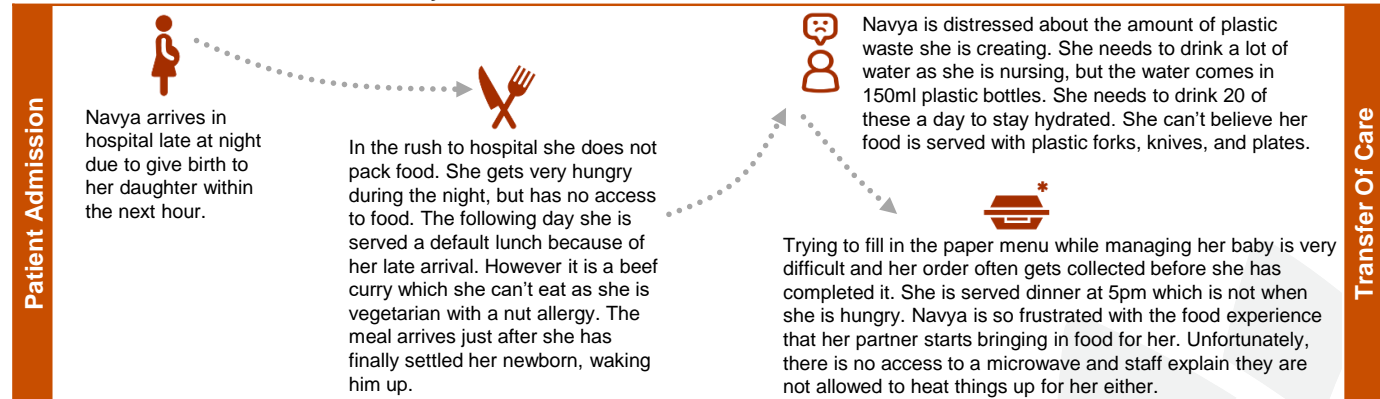 Patient Admission
Navya arrives in
hospital late at night
due to give birth to
her daughter within
the next hour.
In the rush to hospital she does not
pack food. She gets very hungry
during the night, but has no access
to food. The following day she is
served a default lunch because of
her late arrival. However it is a beef
curry which she can't eat as she is
vegetarian with a nut allergy. The
meal arrives just after she has
finally settled her newborn, waking
him up.
Navya is distressed about the amount of plastic
waste she is creating. She needs to drink a lot of
water as she is nursing, but the water comes in
150ml plastic bottles. She needs to drink 20 of
these a day to stay hydrated. She can't believe her
food is served with plastic forks, knives, and plates.
*
Trying to fill in the paper menu while managing her baby is very
difficult and her order often gets collected before she has
completed it. She is served dinner at 5pm which is not when
she is hungry. Navya is so frustrated with the food experience
that her partner starts bringing in food for her. Unfortunately,
there is no access to a microwave and staff explain they are
not allowed to heat things up for her either.
Transfer Of Care